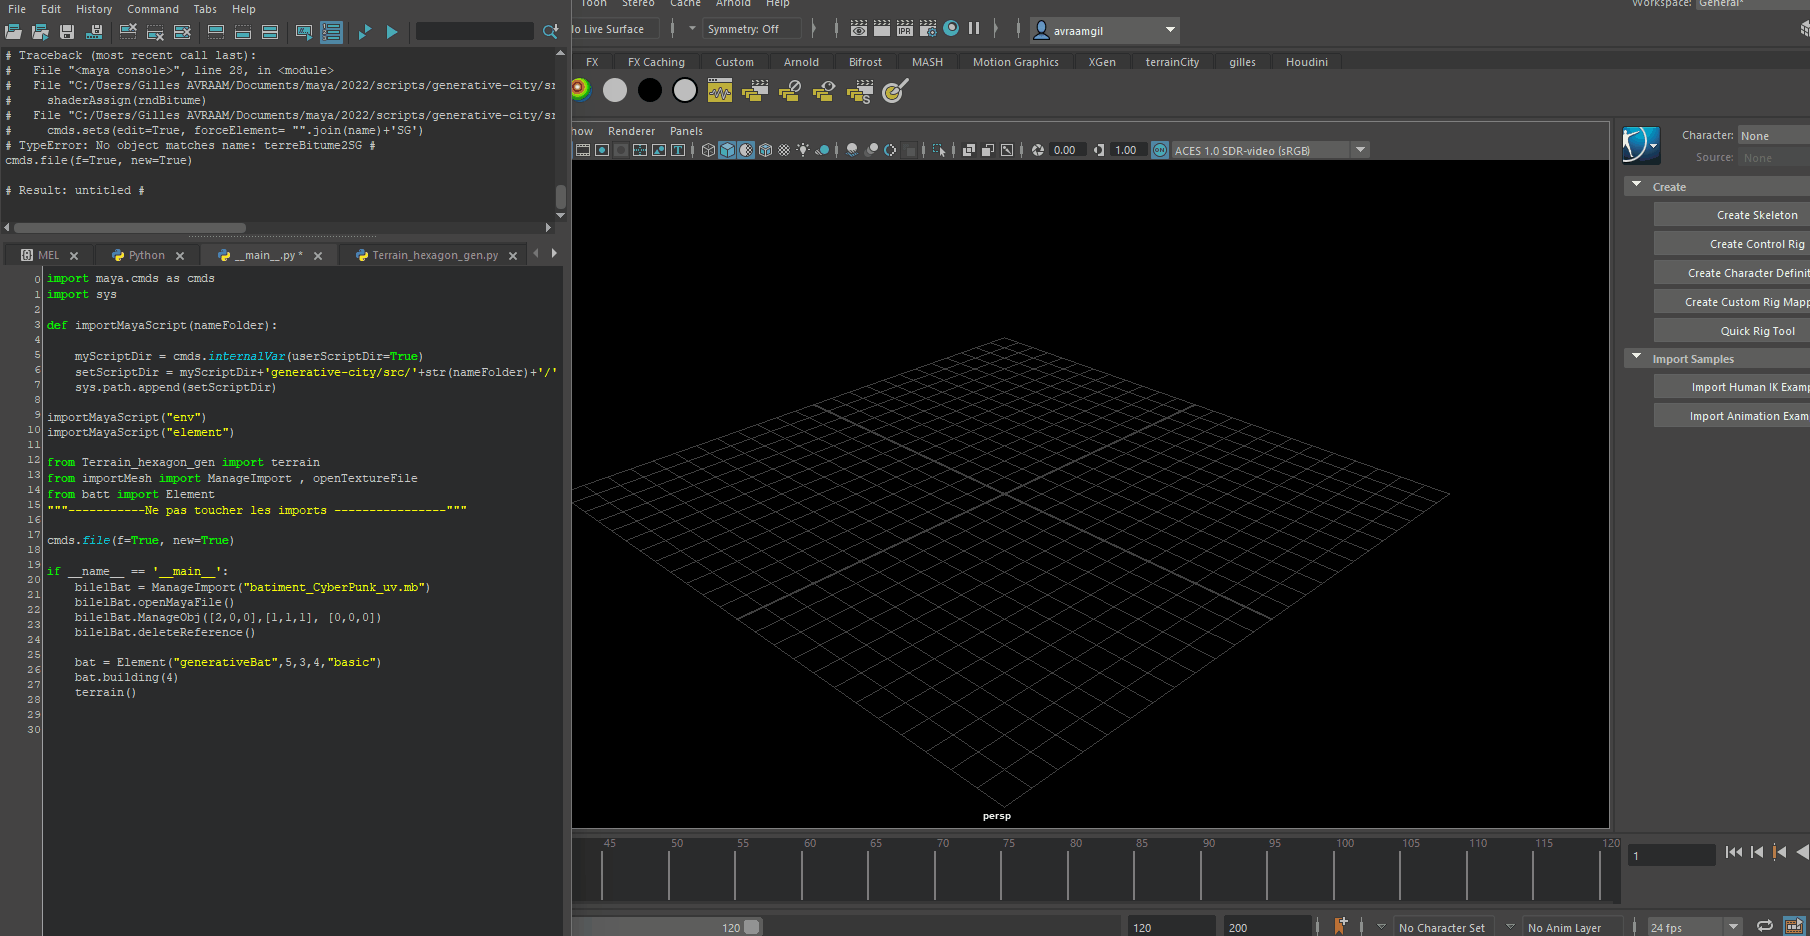 File Edit History Command Tabs Help
# Traceback (most recent call last):
#   File "<maya console>", line 28, in <module>
#   File "C:/Users/Gilles AVRAAM/Documents/maya/2022/scripts/generative-city/sr
#     shaderAssign(rndBitume)
#   File "C:/Users/Gilles AVRAAM/Documents/maya/2022/scripts/generative-city/sr
#     cmds.sets(edit=True, forceElement= "".join(name)+'SG')
# TypeError: No object matches name: terreBitume2SG #
cmds.file(f=True, new=True)
# Result: untitled #
MEL Python __main__.py * Terrain_hexagon_gen.py
0 import maya.cmds as cmds
1 import sys
2
3 def importMayaScript(nameFolder):
4
5     myScriptDir = cmds.internalVar(userScriptDir=True)
6     setScriptDir = myScriptDir+'generative-city/src/'+str(nameFolder)+'/'
7     sys.path.append(setScriptDir)
8
9 importMayaScript("env")
10 importMayaScript("element")
11
12 from Terrain_hexagon_gen import terrain
13 from importMesh import ManageImport , openTextureFile
14 from batt import Element
15 """-----------Ne pas toucher les imports ----------------"""
16
17 cmds.file(f=True, new=True)
18
19 if __name__ == '__main__':
20     bilelBat = ManageImport("batiment_CyberPunk_uv.mb")
21     bilelBat.openMayaFile()
22     bilelBat.ManageObj([2,0,0],[1,1,1], [0,0,0])
23     bilelBat.deleteReference()
24
25
26     bat = Element("generativeBat",5,3,4,"basic")
27     bat.building(4)
28     terrain()
29
30
Toon Stereo Cache Arnold Help
Workspace: General*
lo Live Surface Symmetry: Off avraamgil
FX FX Caching Custom Arnold Bifrost MASH Motion Graphics XGen terrainCity gilles Houdini
IPR
S
how Renderer Panels
0.00 1.00 ON ACES 1.0 SDR-video (sRGB)
persp
Character: None
Source: None
Create
Create Skeleton
Create Control Rig
Create Character Definit
Create Custom Rig Mapp
Quick Rig Tool
Import Samples
Import Human IK Examp
Import Animation Exam
45 50 55 60 65 70 75 80 85 90 95 100 105 110 115 120
1
120 120 200 No Character Set No Anim Layer 24 fps